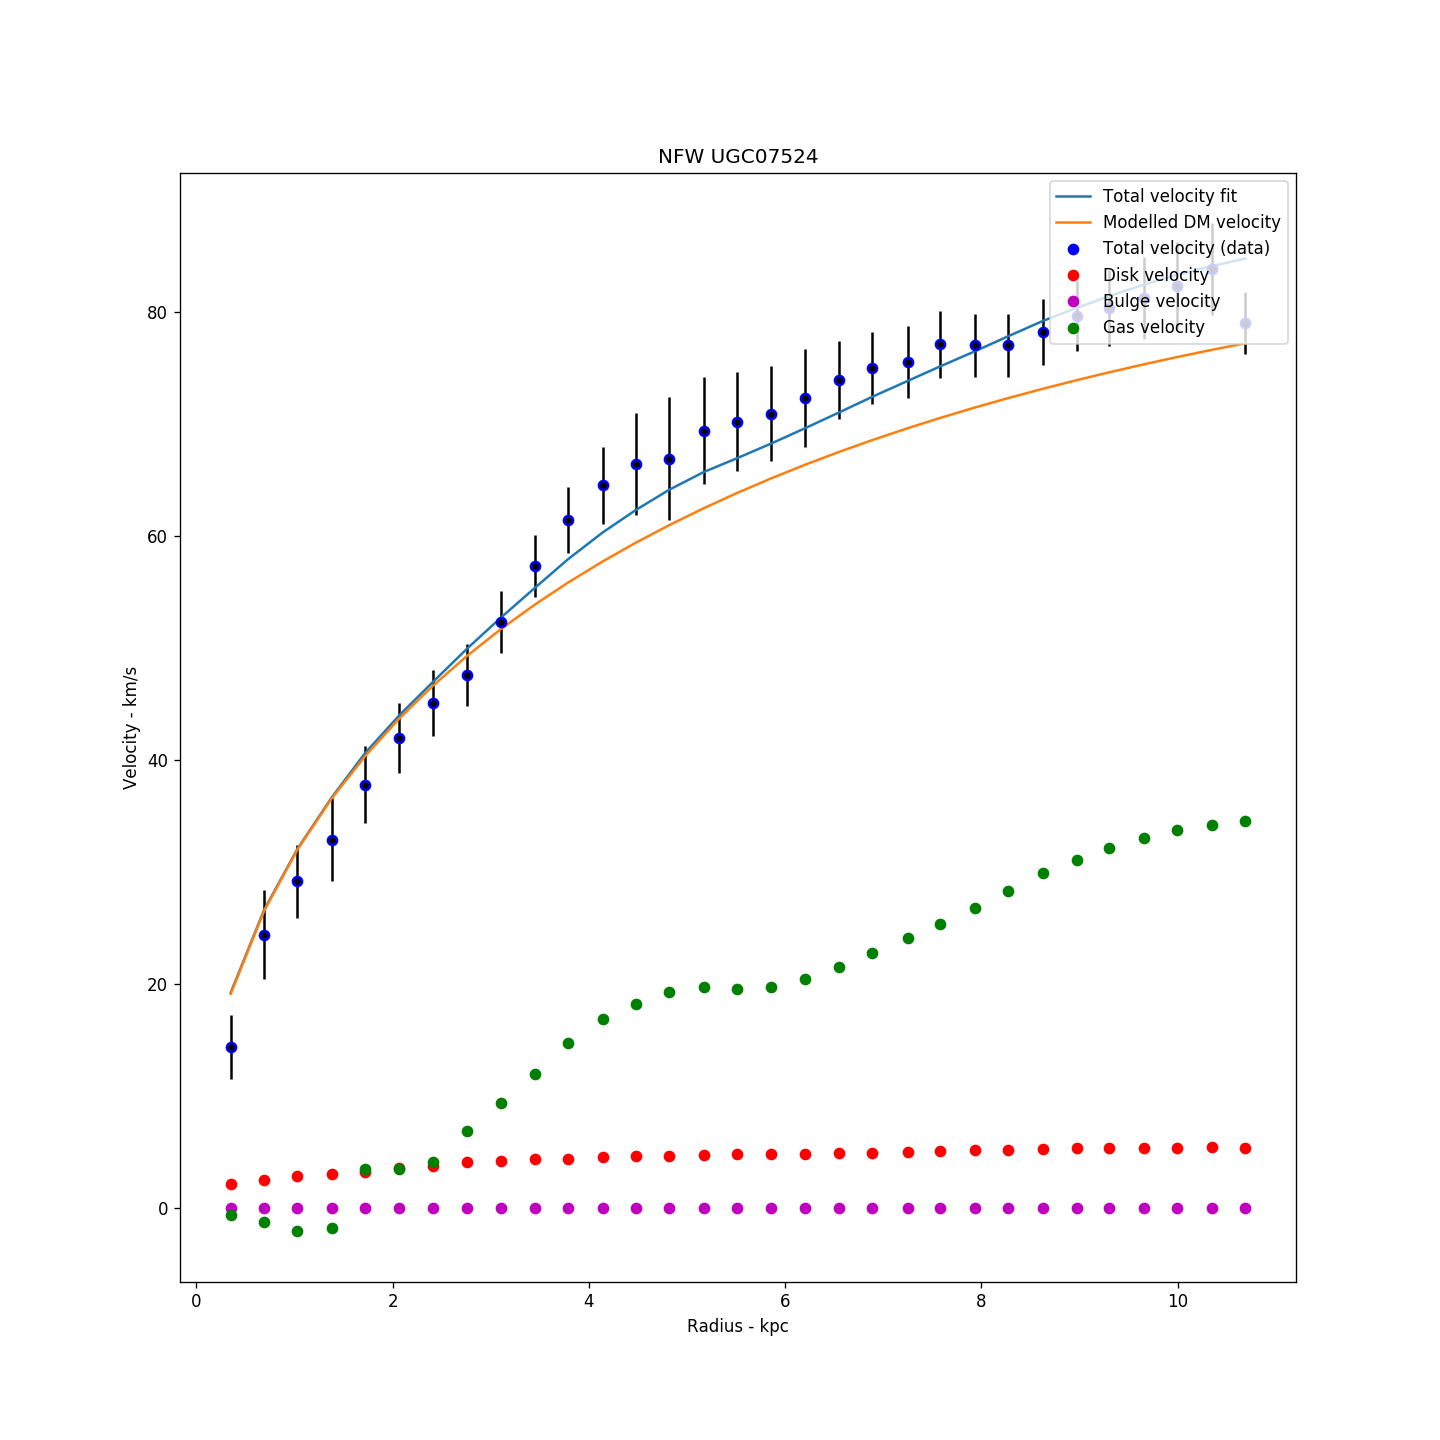 NFW UGC07524
Total velocity fit
Modelled DM velocity
Total velocity (data)
Disk velocity
Bulge velocity
Gas velocity
80
60
40
20
0
Velocity - km/s
0 2 4 6 8 10
Radius - kpc